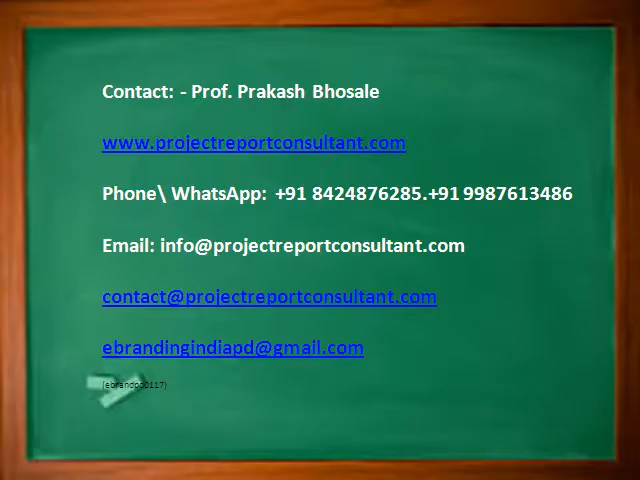 Contact: - Prof. Prakash Bhosale
www.projectreportconsultant.com
Phone\ WhatsApp: +91 8424876285.+91 9987613486
Email: info@projectreportconsultant.com
contact@projectreportconsultant.com
ebrandingindiapd@gmail.com